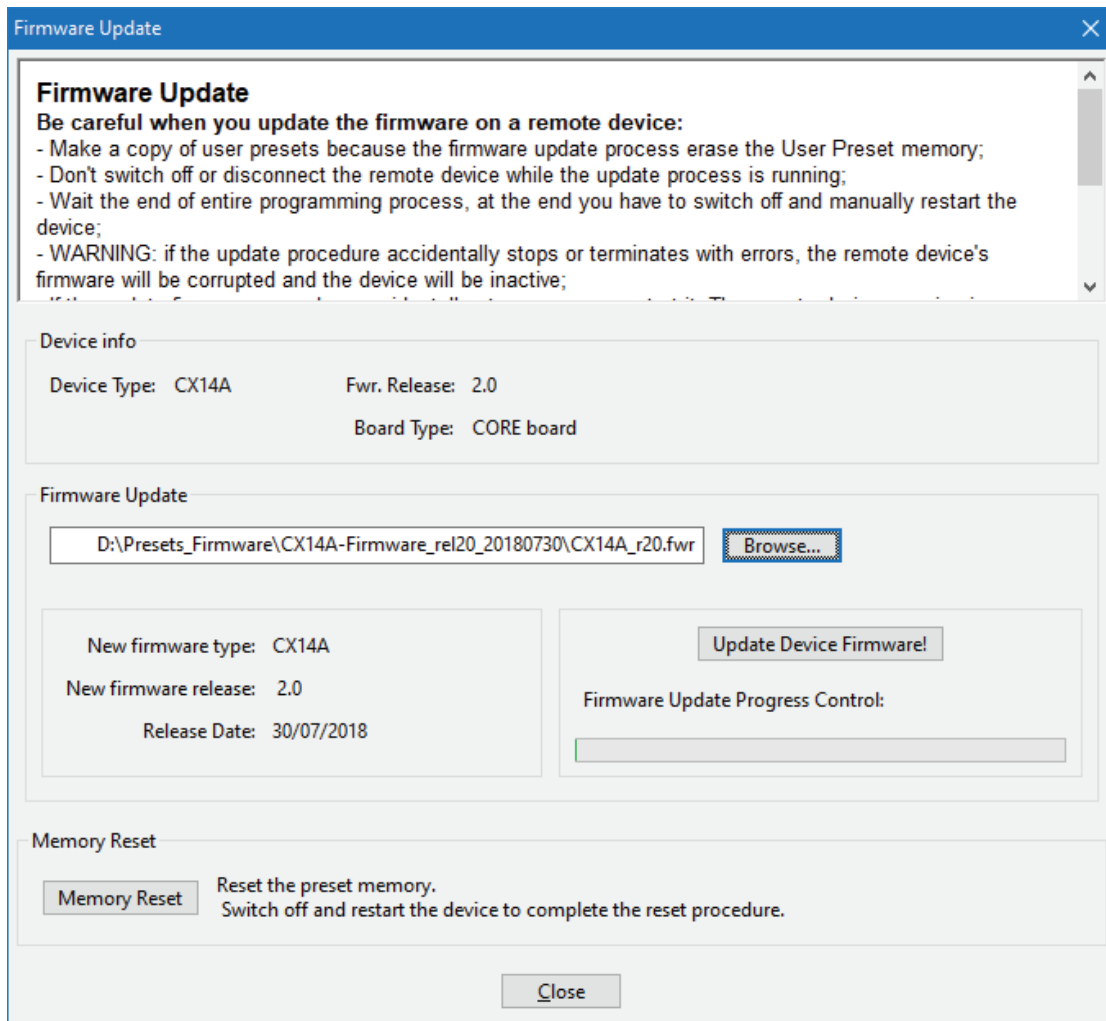 Firmware Update
Firmware Update
Be careful when you update the firmware on a remote device:
- Make a copy of user presets because the firmware update process erase the User Preset memory;
- Don't switch off or disconnect the remote device while the update process is running;
- Wait the end of entire programming process, at the end you have to switch off and manually restart the
device;
- WARNING: if the update procedure accidentally stops or terminates with errors, the remote device's
firmware will be corrupted and the device will be inactive;
Device info
Device Type: CX14A Fwr. Release: 2.0
Board Type: CORE board
Firmware Update
D:\Presets_Firmware\CX14A-Firmware_rel20_20180730\CX14A_r20.fwr Browse...
New firmware type: CX14A
New firmware release: 2.0
Release Date: 30/07/2018
Update Device Firmware!
Firmware Update Progress Control:
Memory Reset
Memory Reset
Reset the preset memory.
Switch off and restart the device to complete the reset procedure.
Close